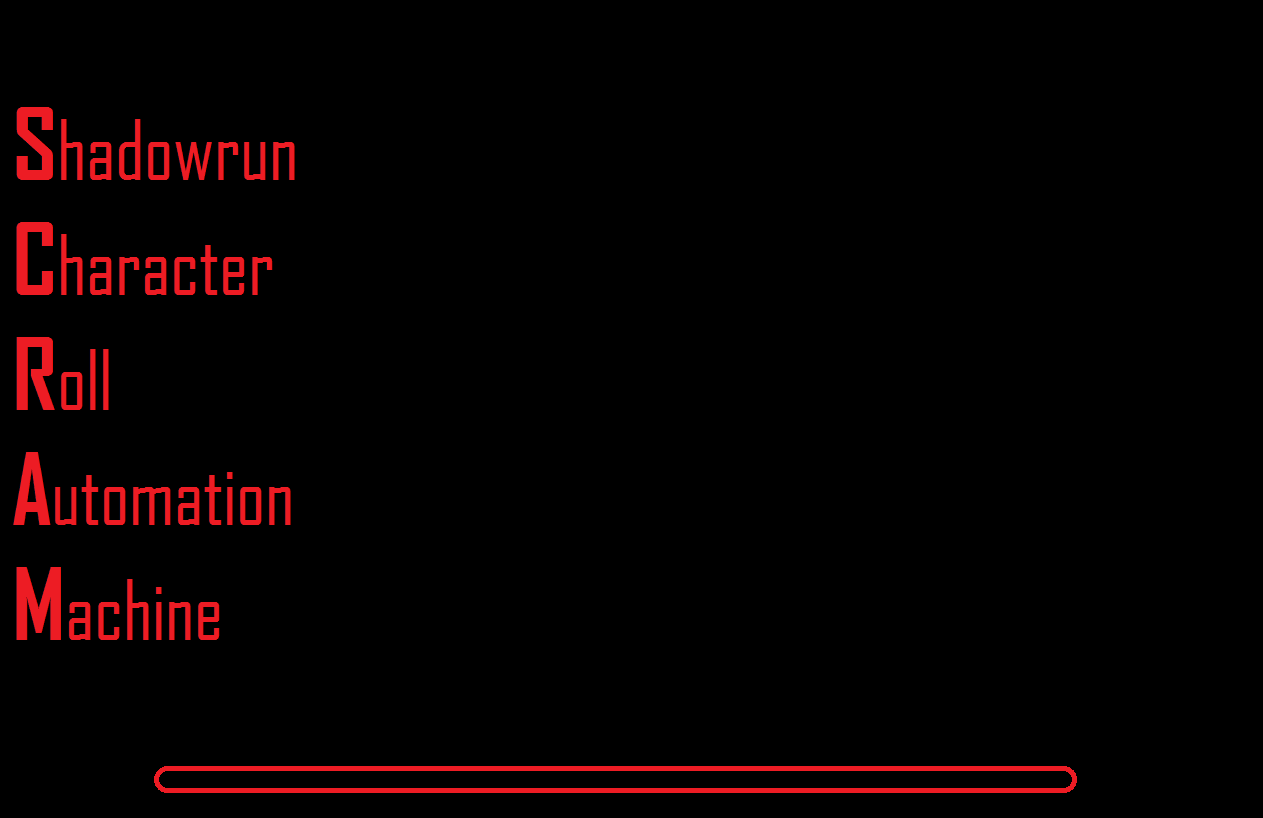 Shadowrun
Character
Roll
Automation
Machine